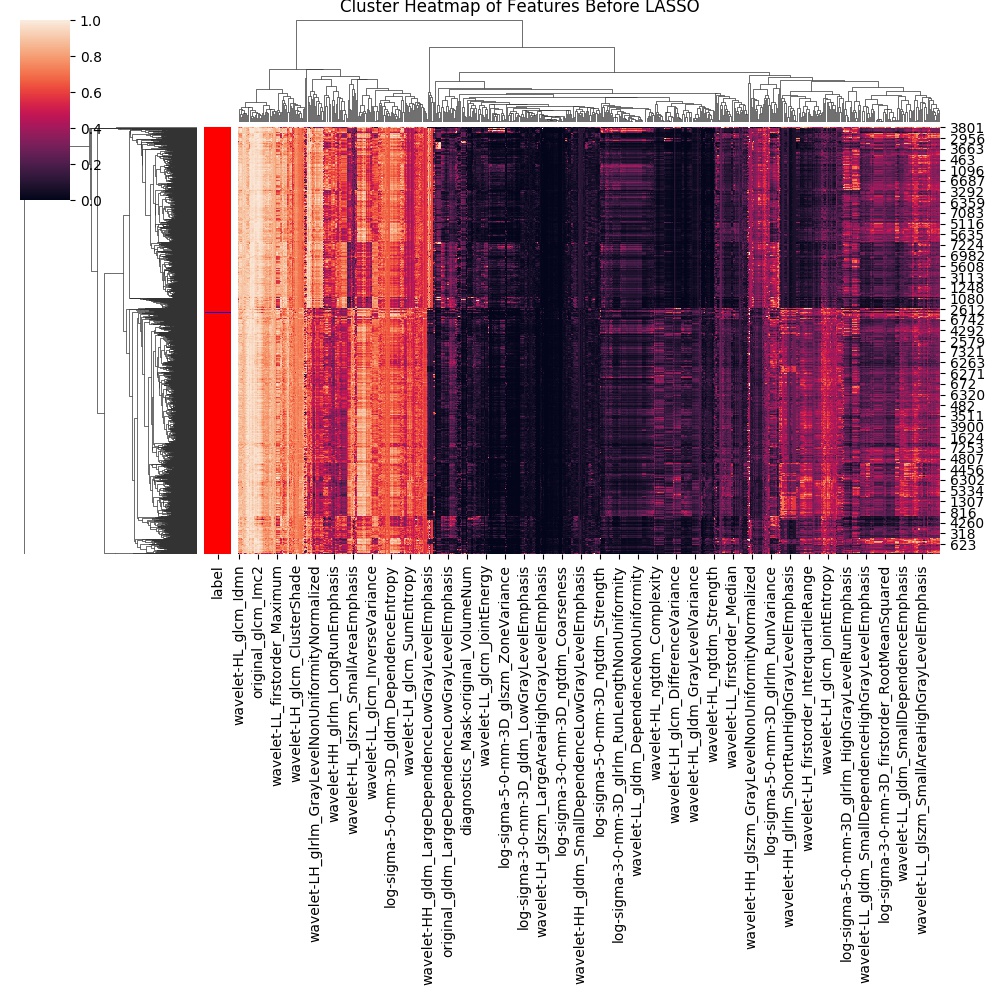 Cluster Heatmap of Features Before LASSO
1.0
0.8
0.6
0.4
0.2
0.0
3801
2956
3663
463
1096
6687
3292
6359
7083
5116
5635
7224
6982
5608
3113
1248
1080
2612
6742
4292
2579
7321
6263
6271
672
6320
482
3511
3900
1624
7253
4807
4456
6302
5334
1307
816
4260
318
623
label
wavelet-HL_glcm_Idmn
original_glcm_Imc2
wavelet-LL_firstorder_Maximum
wavelet-LH_glcm_ClusterShade
wavelet-LH_glrlm_GrayLevelNonUniformityNormalized
wavelet-HH_glrlm_LongRunEmphasis
wavelet-HL_glszm_SmallAreaEmphasis
wavelet-LL_glcm_InverseVariance
log-sigma-5-0-mm-3D_gldm_DependenceEntropy
wavelet-LH_glcm_SumEntropy
wavelet-HH_gldm_LargeDependenceLowGrayLevelEmphasis
original_gldm_LargeDependenceLowGrayLevelEmphasis
diagnostics_Mask-original_VolumeNum
wavelet-LL_glcm_JointEnergy
log-sigma-5-0-mm-3D_glszm_ZoneVariance
log-sigma-3-0-mm-3D_gldm_LowGrayLevelEmphasis
wavelet-LH_glszm_LargeAreaHighGrayLevelEmphasis
log-sigma-3-0-mm-3D_ngtdm_Coarseness
wavelet-HH_gldm_SmallDependenceLowGrayLevelEmphasis
log-sigma-5-0-mm-3D_ngtdm_Strength
log-sigma-3-0-mm-3D_glrlm_RunLengthNonUniformity
wavelet-LL_gldm_DependenceNonUniformity
wavelet-HL_ngtdm_Complexity
wavelet-LH_glcm_DifferenceVariance
wavelet-HL_gldm_GrayLevelVariance
wavelet-HL_ngtdm_Strength
wavelet-LL_firstorder_Median
wavelet-HH_glszm_GrayLevelNonUniformityNormalized
log-sigma-5-0-mm-3D_glrlm_RunVariance
wavelet-HH_glrlm_ShortRunHighGrayLevelEmphasis
wavelet-LH_firstorder_InterquartileRange
wavelet-LH_glcm_JointEntropy
log-sigma-5-0-mm-3D_glrlm_HighGrayLevelRunEmphasis
wavelet-LL_gldm_SmallDependenceHighGrayLevelEmphasis
log-sigma-3-0-mm-3D_firstorder_RootMeanSquared
wavelet-LL_gldm_SmallDependenceEmphasis
wavelet-LL_glszm_SmallAreaHighGrayLevelEmphasis